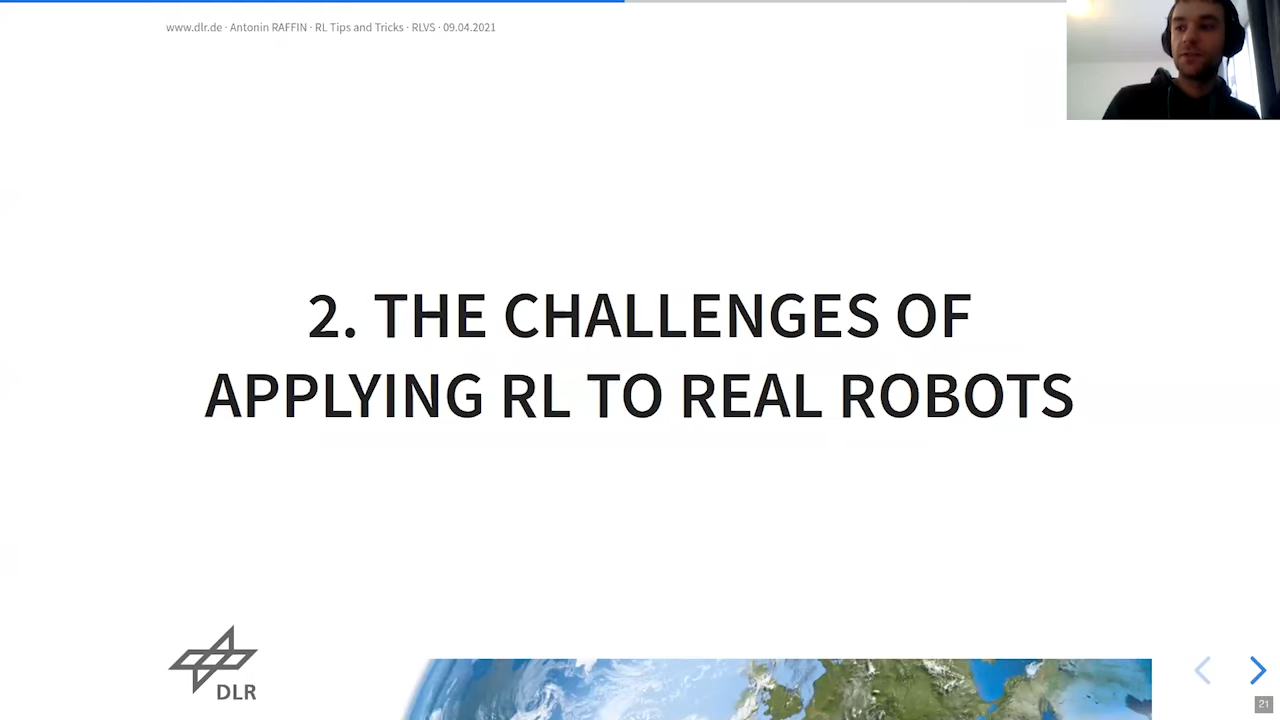 www.dlr.de · Antonin RAFFIN · RL Tips and Tricks · RLVS · 09.04.2021
2. THE CHALLENGES OF
APPLYING RL TO REAL ROBOTS
DLR
21